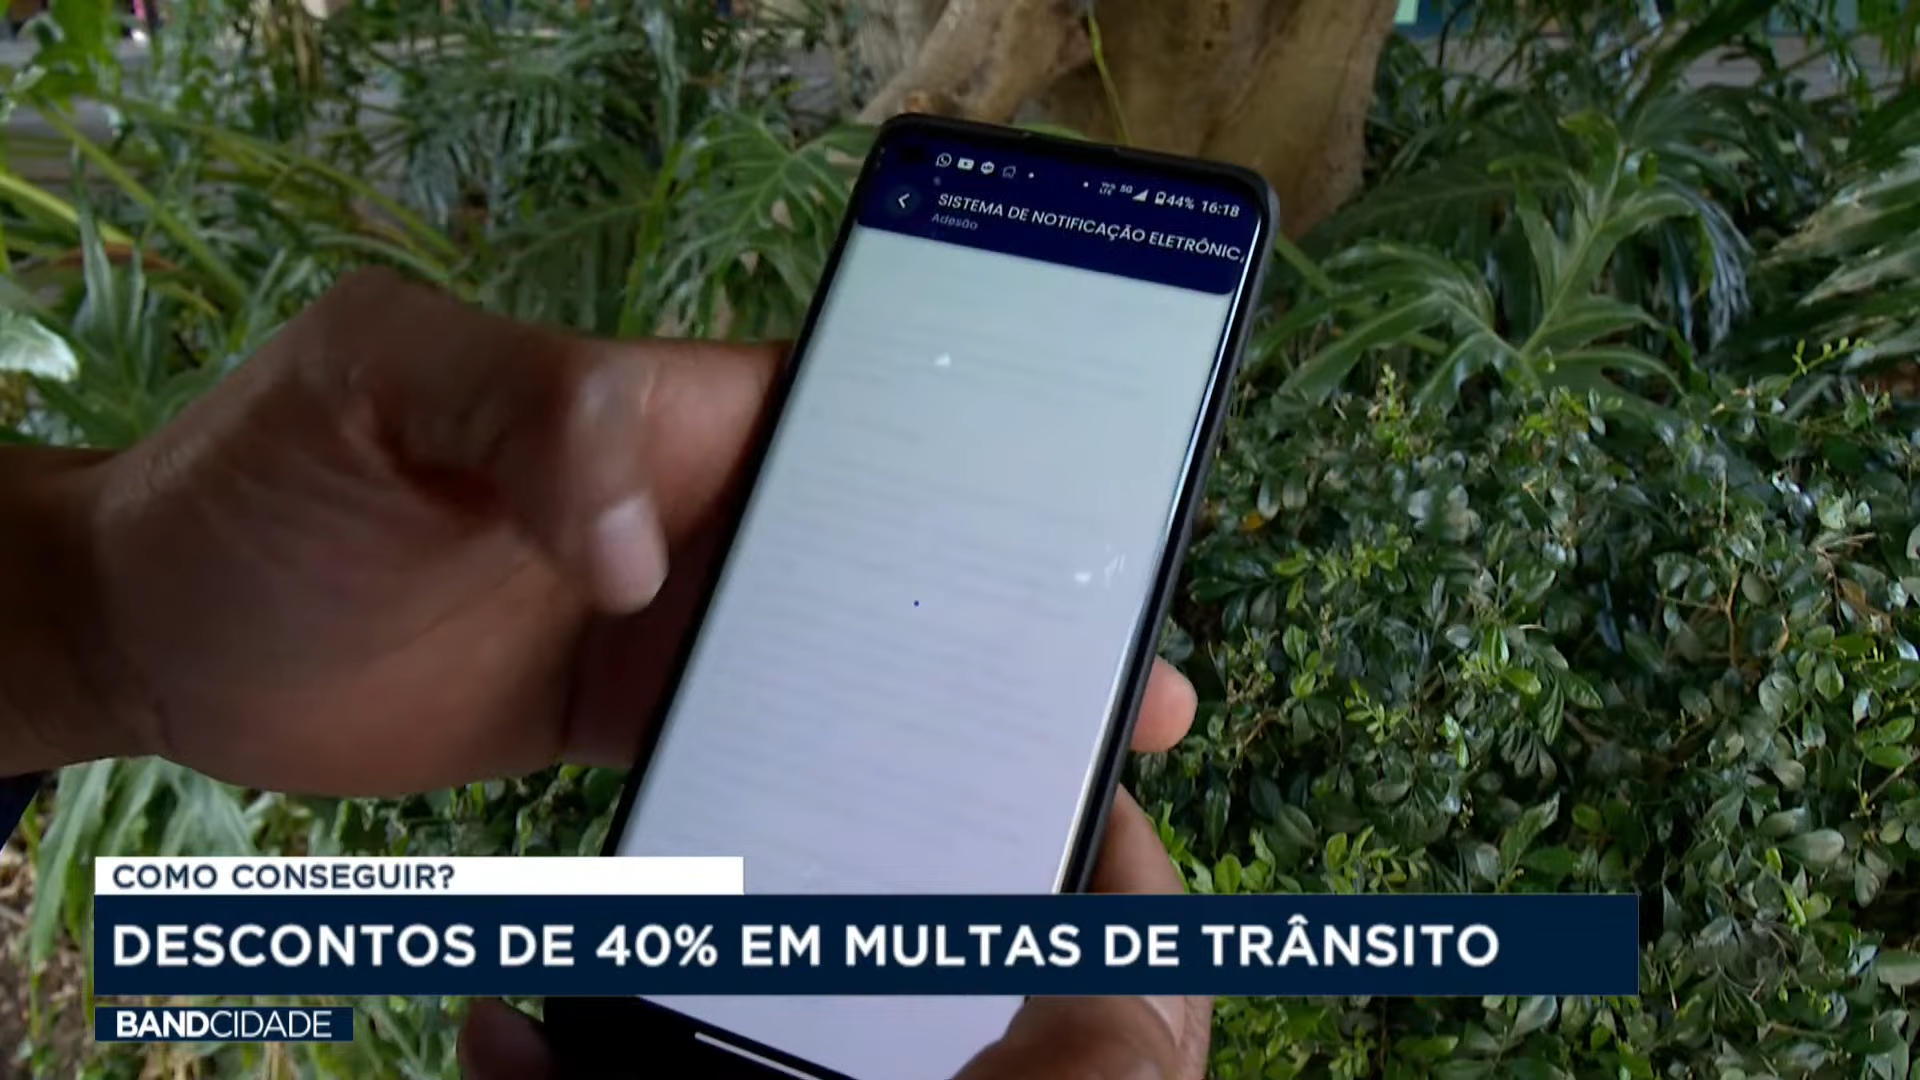 44% 16:18
SISTEMA DE NOTIFICAÇÃO ELETRÔNIC
Adesão
COMO CONSEGUIR?
DESCONTOS DE 40% EM MULTAS DE TRÂNSITO
BANDCIDADE